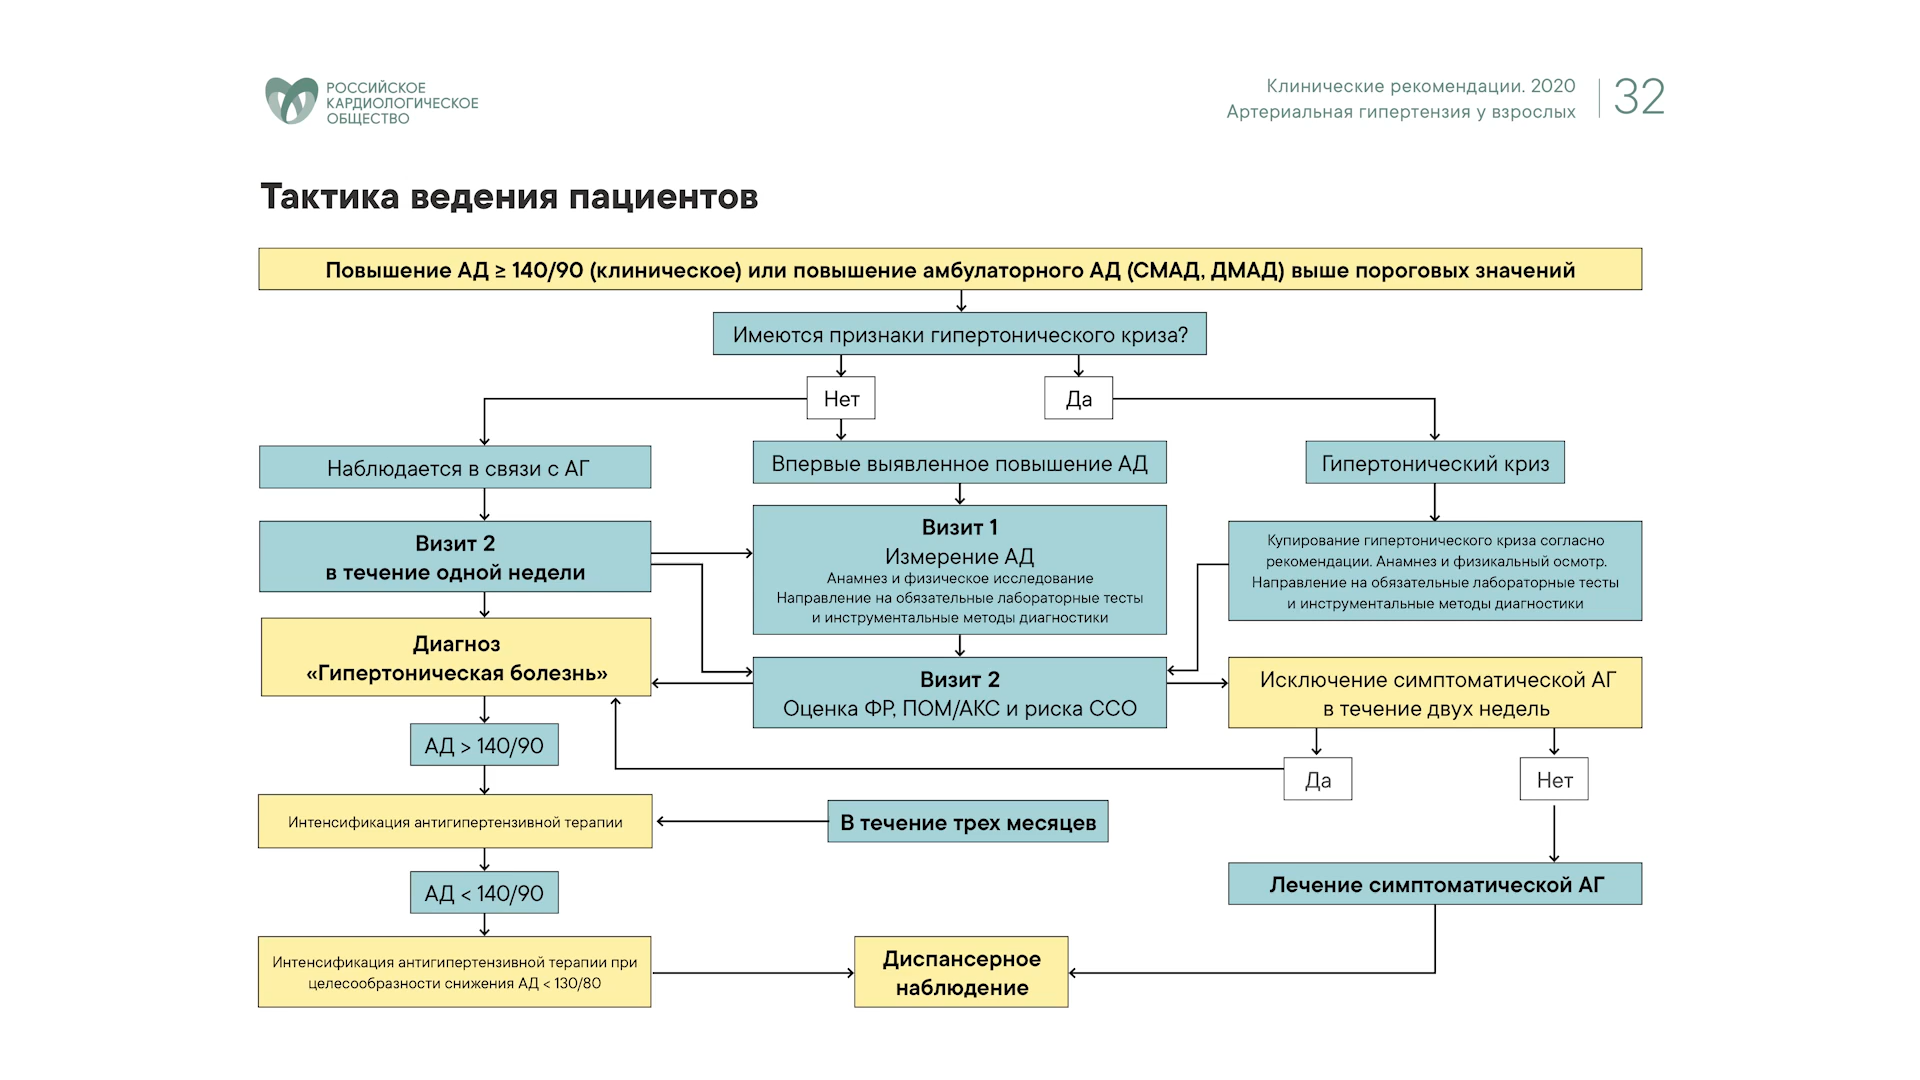 РОССИЙСКОЕ
КАРДИОЛОГИЧЕСКОЕ
ОБЩЕСТВО
Клинические рекомендации. 2020
Артериальная гипертензия у взрослых
32
Тактика ведения пациентов
Повышение АД ≥ 140/90 (клиническое) или повышение амбулаторного АД (СМАД, ДМАД) выше пороговых значений
Имеются признаки гипертонического криза?
Нет
Да
Наблюдается в связи с АГ
Впервые выявленное повышение АД
Гипертонический криз
Визит 2
в течение одной недели
Визит 1
Измерение АД
Анамнез и физическое исследование
Направление на обязательные лабораторные тесты
и инструментальные методы диагностики
Купирование гипертонического криза согласно
рекомендации. Анамнез и физикальный осмотр.
Направление на обязательные лабораторные тесты
и инструментальные методы диагностики
Диагноз
«Гипертоническая болезнь»
Визит 2
Оценка ФР, ПОМ/АКС и риска ССО
Исключение симптоматической АГ
в течение двух недель
АД > 140/90
Да
Нет
Интенсификация антигипертензивной терапии
В течение трех месяцев
АД < 140/90
Лечение симптоматической АГ
Интенсификация антигипертензивной терапии при
целесообразности снижения АД < 130/80
Диспансерное
наблюдение